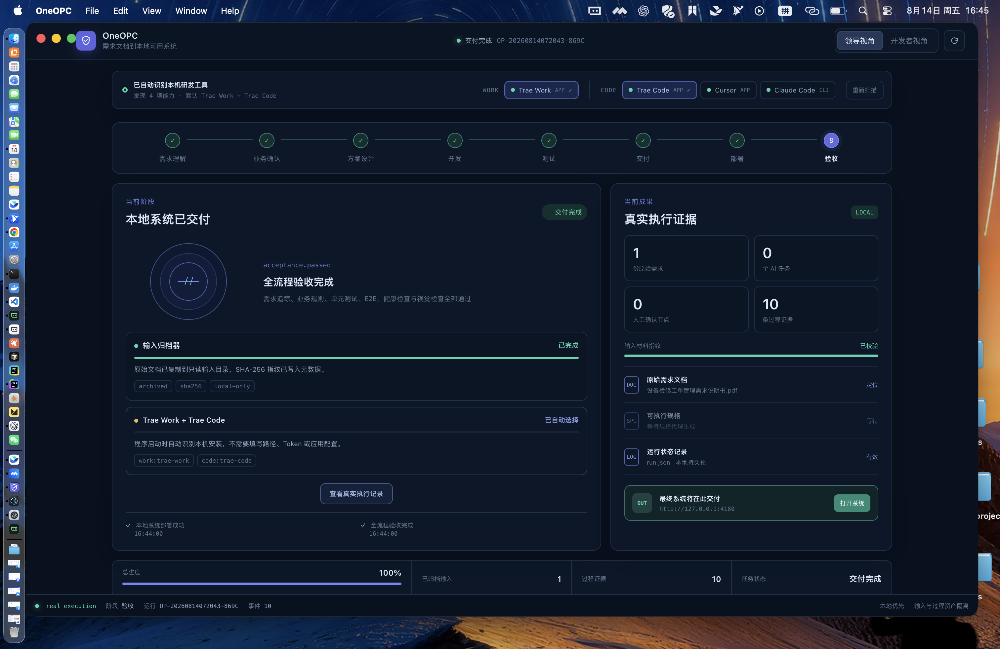 OneOPC File Edit View Window Help
拼 8月14日 周五 16:45
OneOPC
需求文档到本地可用系统
交付完成 OP-20260814072043-869C
领导视角 开发者视角
已自动识别本机研发工具
发现 4 项能力 · 默认 Trae Work + Trae Code
WORK Trae Work APP ✓ CODE Trae Code APP ✓ Cursor APP Claude Code CLI 重新扫描
✓ ✓ ✓ ✓ ✓ ✓ ✓ 8
需求理解 业务确认 方案设计 开发 测试 交付 部署 验收
当前阶段
本地系统已交付
交付完成
acceptance.passed
全流程验收完成
需求追踪、业务规则、单元测试、E2E、健康检查与视觉检查全部通过
输入归档器 已完成
原始文档已复制到只读输入目录，SHA-256 指纹已写入元数据。
archived sha256 local-only
Trae Work + Trae Code 已自动选择
程序启动时自动识别本机安装，不需要填写路径、Token 或应用配置。
work:trae-work code:trae-code
查看真实执行记录
✓ 本地系统部署成功
16:44:00
✓ 全流程验收完成
16:44:00
当前成果
真实执行证据
LOCAL
1
份原始需求
0
个 AI 任务
0
人工确认节点
10
条过程证据
输入材料指纹 已校验
DOC 原始需求文档 定位
设备检修工单管理需求说明书.pdf
SPC 可执行规格 等待
等待规格代理生成
LOG 运行状态记录 有效
run.json · 本地持久化
OUT 最终系统将在此交付
http://127.0.0.1:4180
打开系统
总进度 100%
已归档输入 1
过程证据 10
任务状态 交付完成
real execution 阶段 验收 运行 OP-20260814072043-869C 事件 10
本地优先 输入与过程资产隔离
14
PC
GO